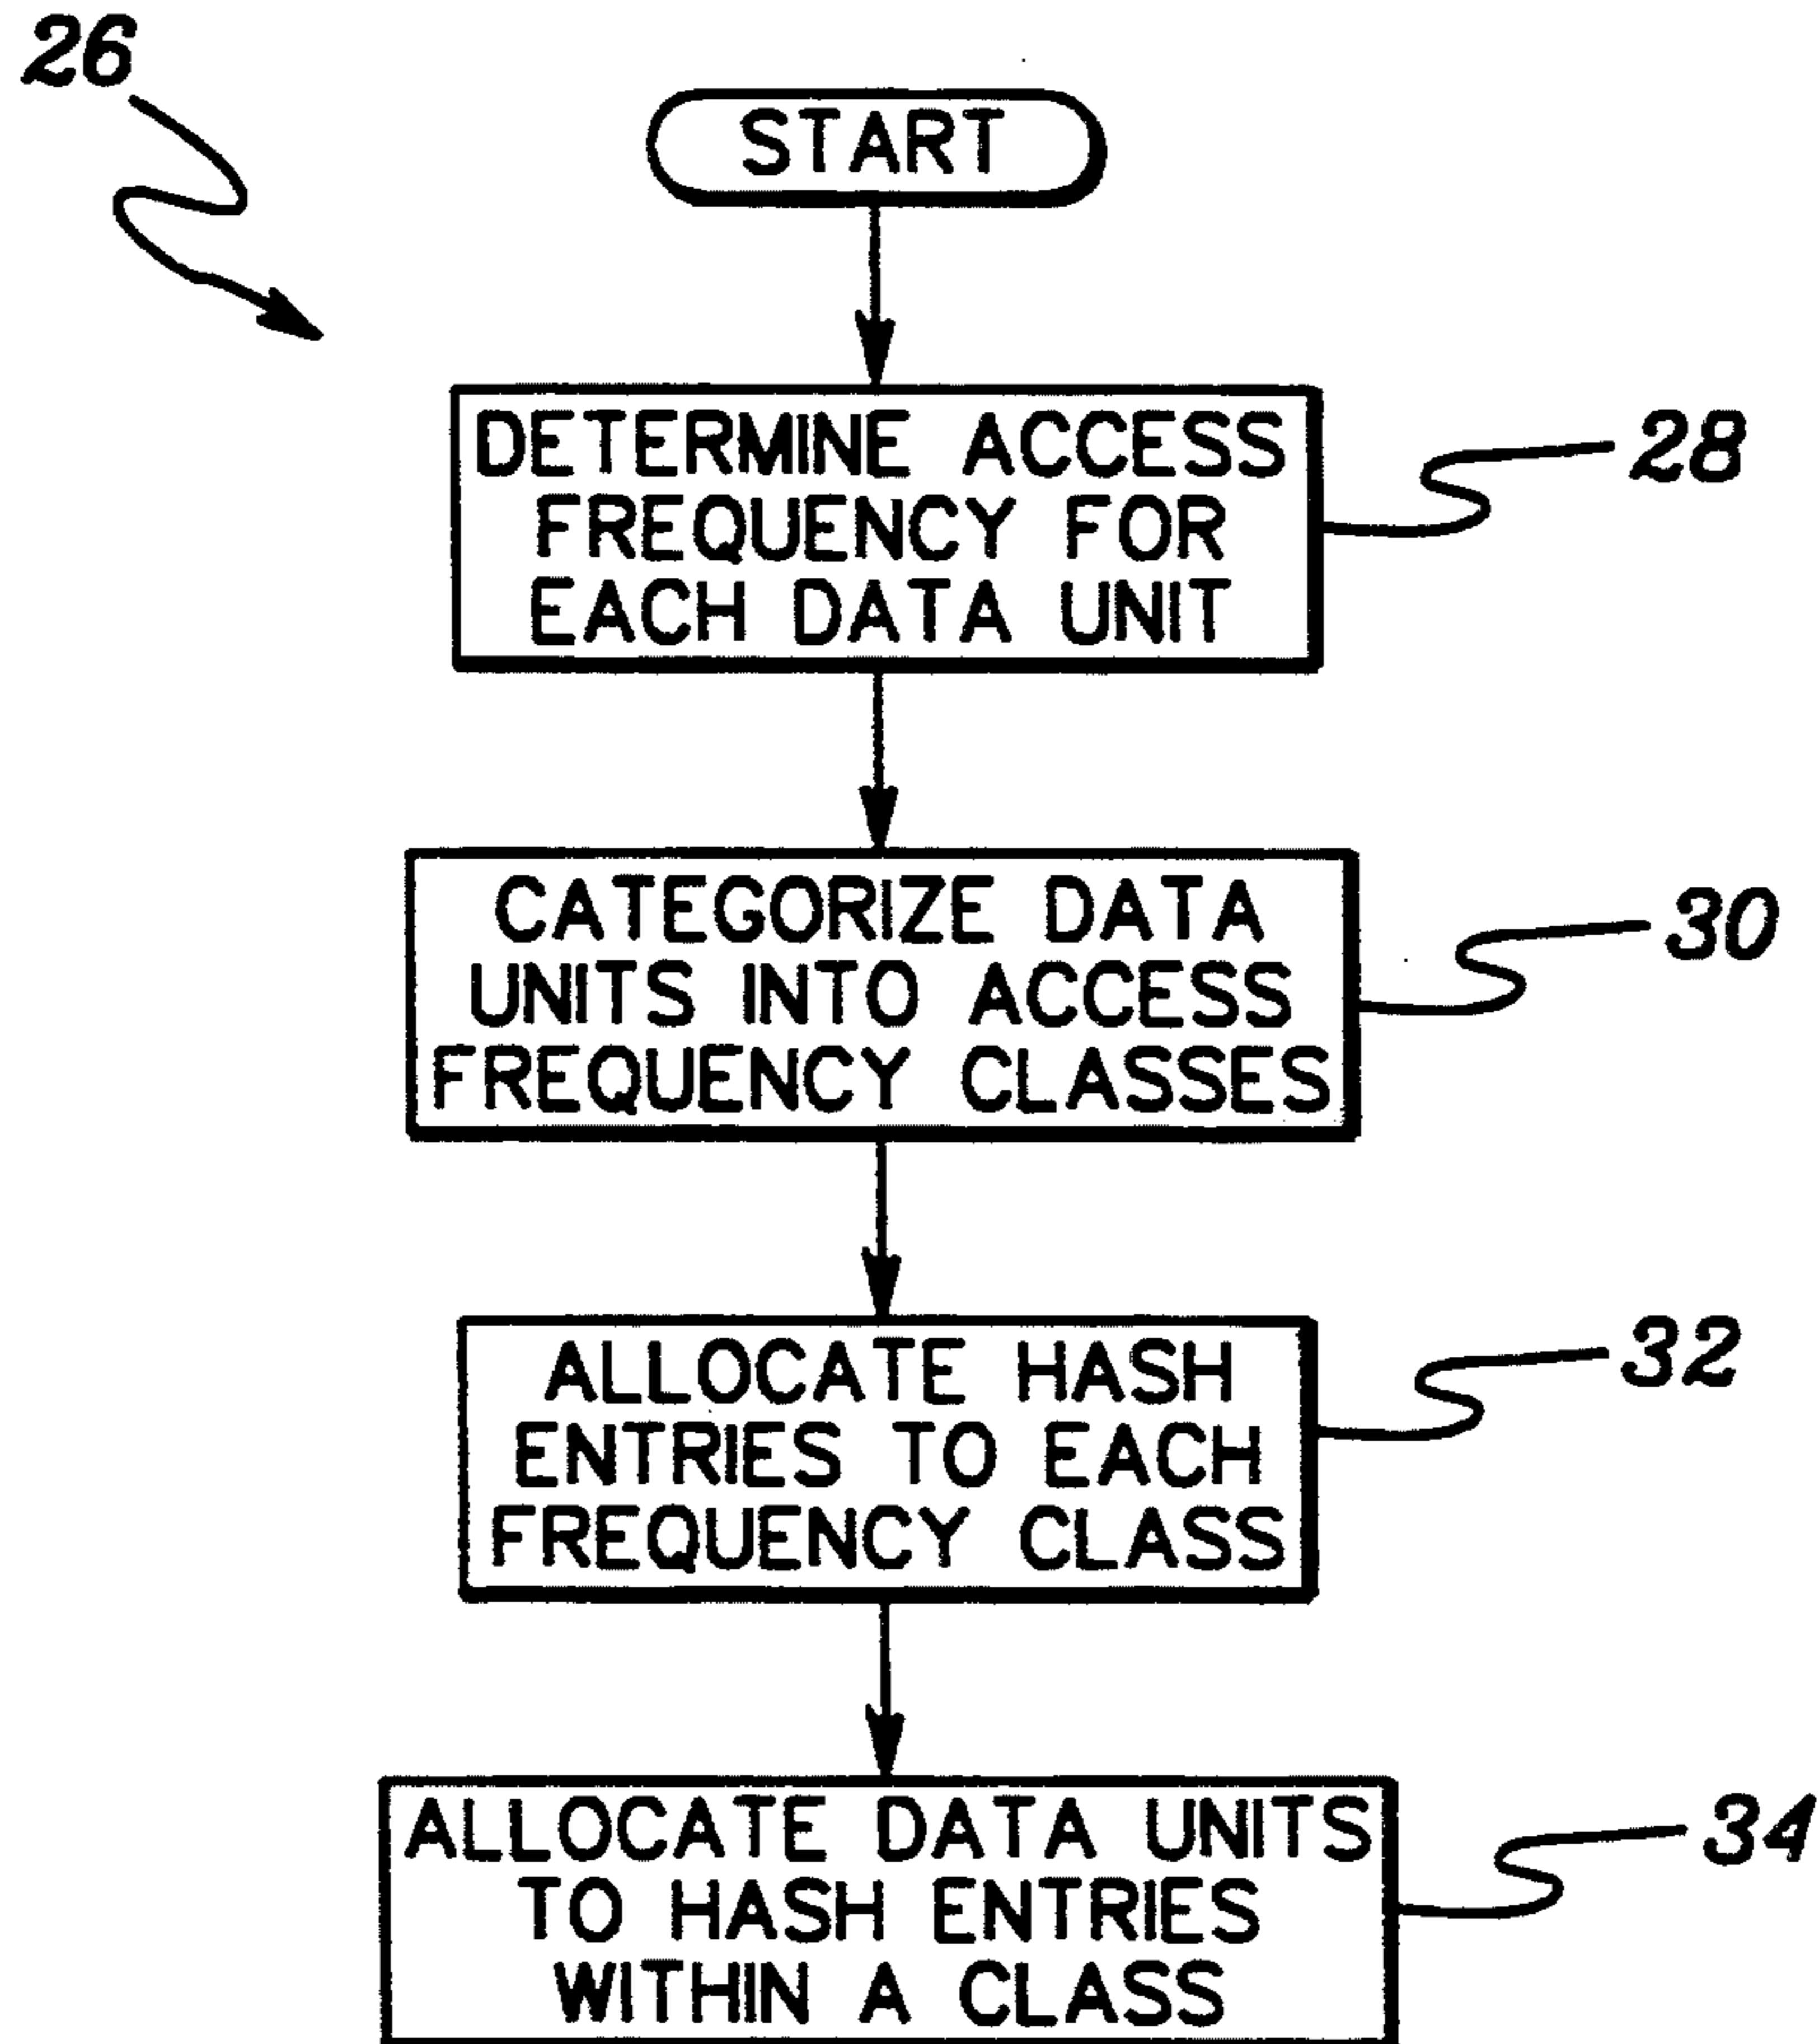 26
START
DETERMINE ACCESS
FREQUENCY FOR
EACH DATA UNIT
28
CATEGORIZE DATA
UNITS INTO ACCESS
FREQUENCY CLASSES
30
ALLOCATE HASH
ENTRIES TO EACH
FREQUENCY CLASS
32
ALLOCATE DATA UNITS
TO HASH ENTRIES
WITHIN A CLASS
34